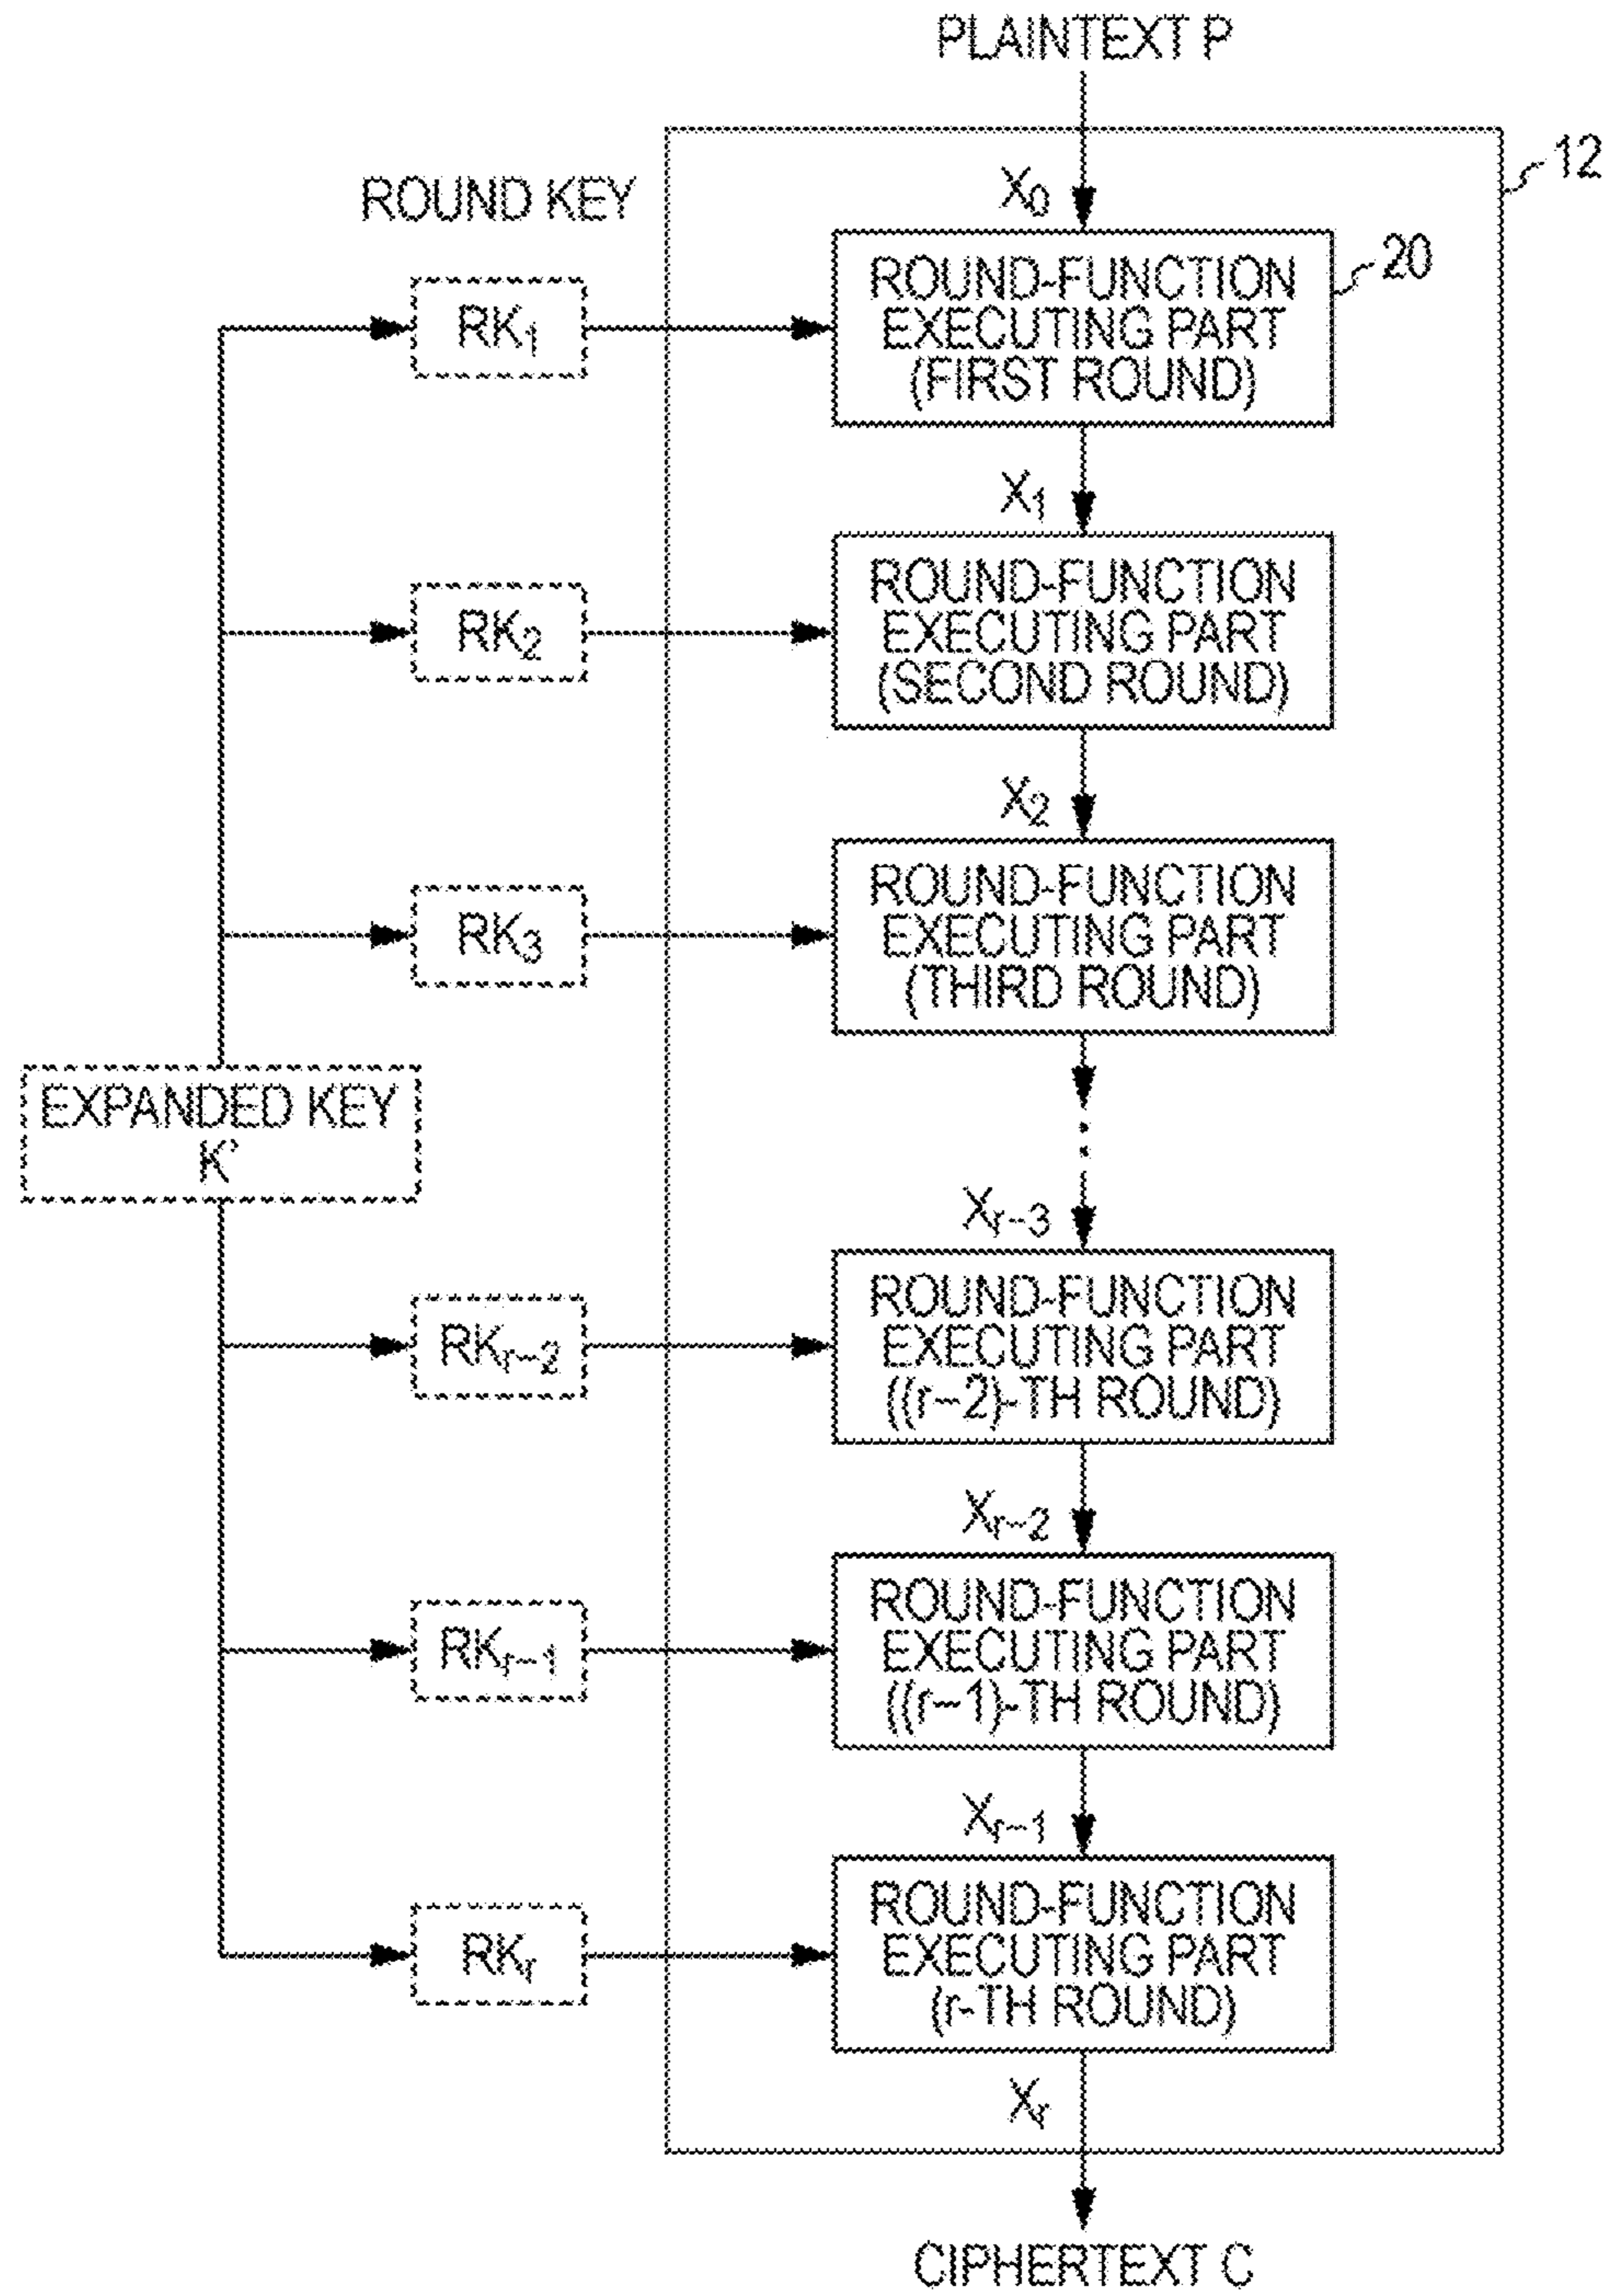 PLAINTEXT P
12
ROUND KEY
X0
20
RK1
ROUND-FUNCTION
EXECUTING PART
(FIRST ROUND)
X1
RK2
ROUND-FUNCTION
EXECUTING PART
(SECOND ROUND)
X2
RK3
ROUND-FUNCTION
EXECUTING PART
(THIRD ROUND)
EXPANDED KEY
K'
Xr-3
RKr-2
ROUND-FUNCTION
EXECUTING PART
((r-2)-TH ROUND)
Xr-2
RKr-1
ROUND-FUNCTION
EXECUTING PART
((r-1)-TH ROUND)
Xr-1
RKr
ROUND-FUNCTION
EXECUTING PART
(r-TH ROUND)
Xr
CIPHERTEXT C